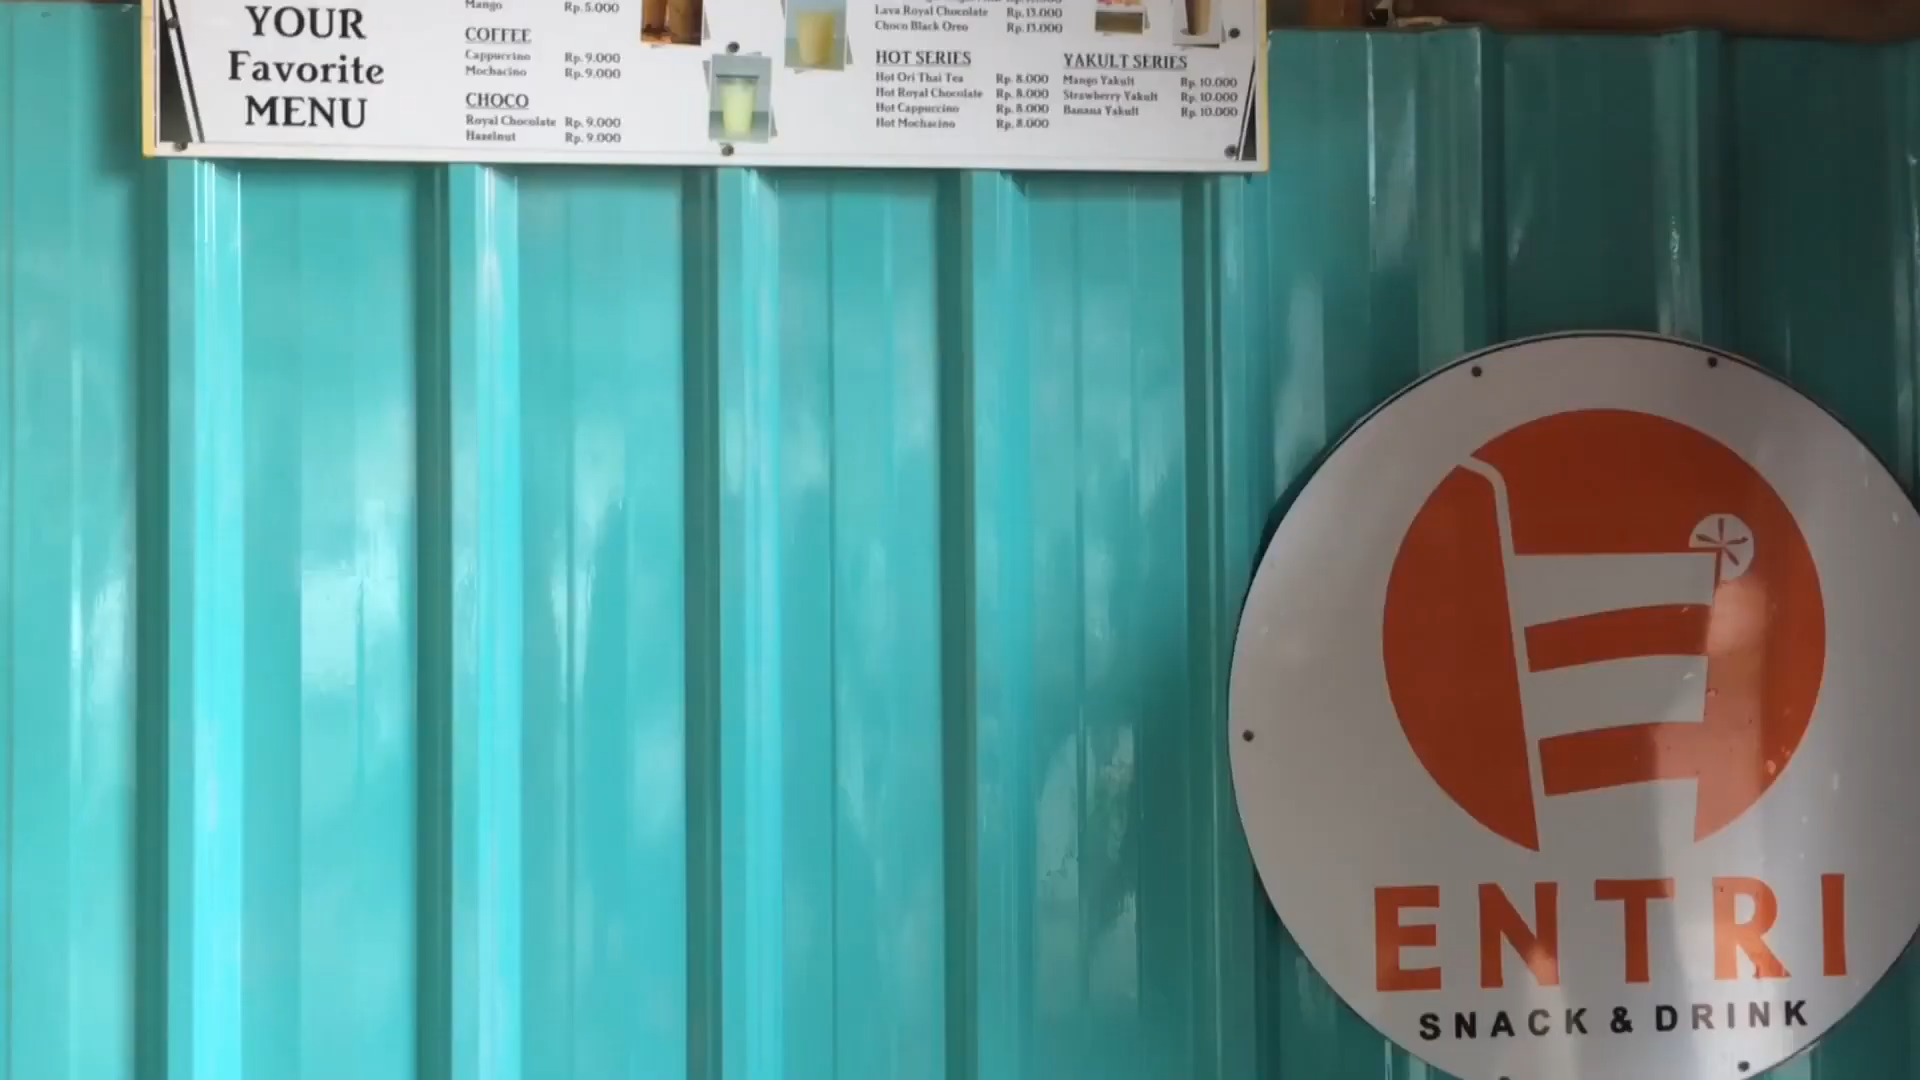 YOUR
Favorite
MENU
Mango Rp. 5.000
COFFEE
Cappuccino Rp. 9.000
Mochacino Rp. 9.000
CHOCO
Royal Chocolate Rp. 9.000
Hazelnut Rp. 9.000
Lava Royal Chocolate Rp. 13.000
Choco Black Oreo Rp. 13.000
HOT SERIES
Hot Ori Thai Tea Rp. 8.000
Hot Royal Chocolate Rp. 8.000
Hot Cappuccino Rp. 8.000
Hot Mochacino Rp. 8.000
YAKULT SERIES
Mango Yakult Rp. 10.000
Strawberry Yakult Rp. 10.000
Banana Yakult Rp. 10.000
ENTRI
SNACK & DRINK